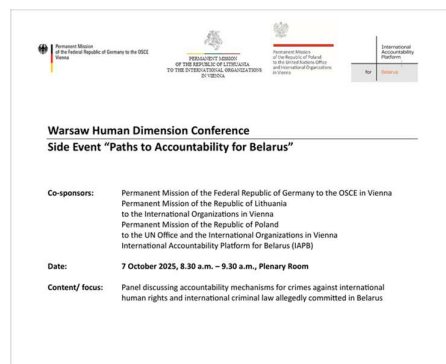 Permanent Mission
of the Federal Republic of Germany to the OSCE
Vienna
PERMANENT MISSION
OF THE REPUBLIC OF LITHUANIA
TO THE INTERNATIONAL ORGANIZATIONS
IN VIENNA
Permanent Mission
of the Republic of Poland
to the United Nations Office
and International Organizations
in Vienna
International
Accountability
Platform
for Belarus
Warsaw Human Dimension Conference
Side Event “Paths to Accountability for Belarus”
Co-sponsors: Permanent Mission of the Federal Republic of Germany to the OSCE in Vienna
Permanent Mission of the Republic of Lithuania
to the International Organizations in Vienna
Permanent Mission of the Republic of Poland
to the UN Office and the International Organizations in Vienna
International Accountability Platform for Belarus (IAPB)
Date: 7 October 2025, 8.30 a.m. – 9.30 a.m., Plenary Room
Content/ focus: Panel discussing accountability mechanisms for crimes against international
human rights and international criminal law allegedly committed in Belarus